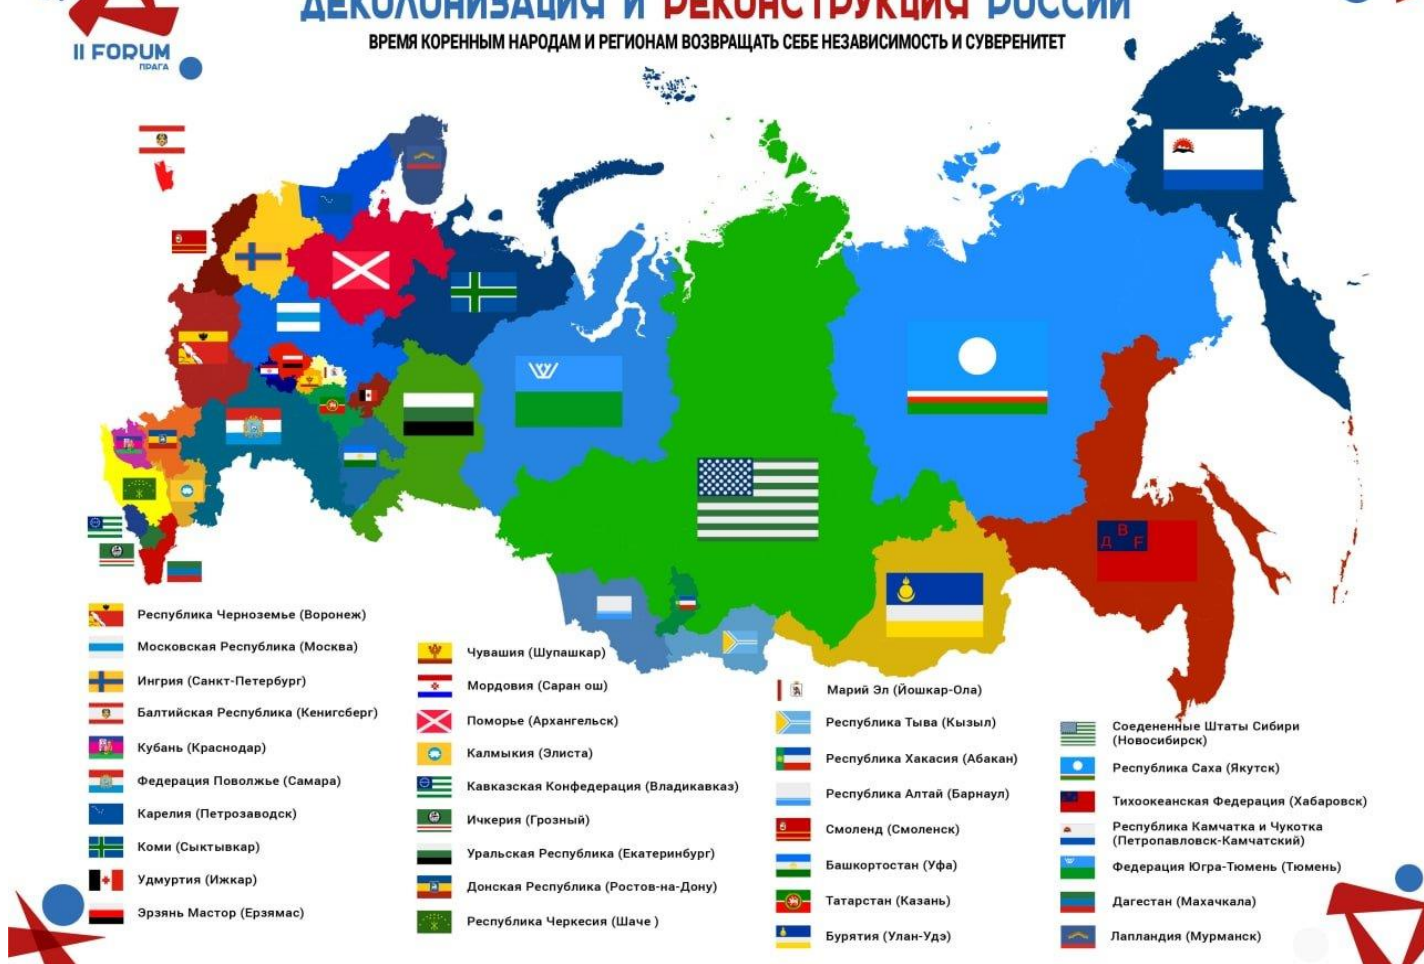 ДЕКОЛОНИЗАЦИЯ И РЕКОНСТРУКЦИЯ РОССИИ
ВРЕМЯ КОРЕННЫМ НАРОДАМ И РЕГИОНАМ ВОЗВРАЩАТЬ СЕБЕ НЕЗАВИСИМОСТЬ И СУВЕРЕНИТЕТ
II FORUM
ПРАГА
Д В F
Республика Черноземье (Воронеж)
Московская Республика (Москва)
Ингрия (Санкт-Петербург)
Балтийская Республика (Кенигсберг)
Кубань (Краснодар)
Федерация Поволжье (Самара)
Карелия (Петрозаводск)
Коми (Сыктывкар)
Удмуртия (Ижкар)
Эрзянь Мастор (Ерзямас)
Чувашия (Шупашкар)
Мордовия (Саран ош)
Поморье (Архангельск)
Калмыкия (Элиста)
Кавказская Конфедерация (Владикавказ)
Ичкерия (Грозный)
Уральская Республика (Екатеринбург)
Донская Республика (Ростов-на-Дону)
Республика Черкесия (Шаче )
Марий Эл (Йошкар-Ола)
Республика Тыва (Кызыл)
Республика Хакасия (Абакан)
Республика Алтай (Барнаул)
Смоленд (Смоленск)
Башкортостан (Уфа)
Татарстан (Казань)
Бурятия (Улан-Удэ)
Соедененные Штаты Сибири
(Новосибирск)
Республика Саха (Якутск)
Тихоокеанская Федерация (Хабаровск)
Республика Камчатка и Чукотка
(Петропавловск-Камчатский)
Федерация Югра-Тюмень (Тюмень)
Дагестан (Махачкала)
Лапландия (Мурманск)